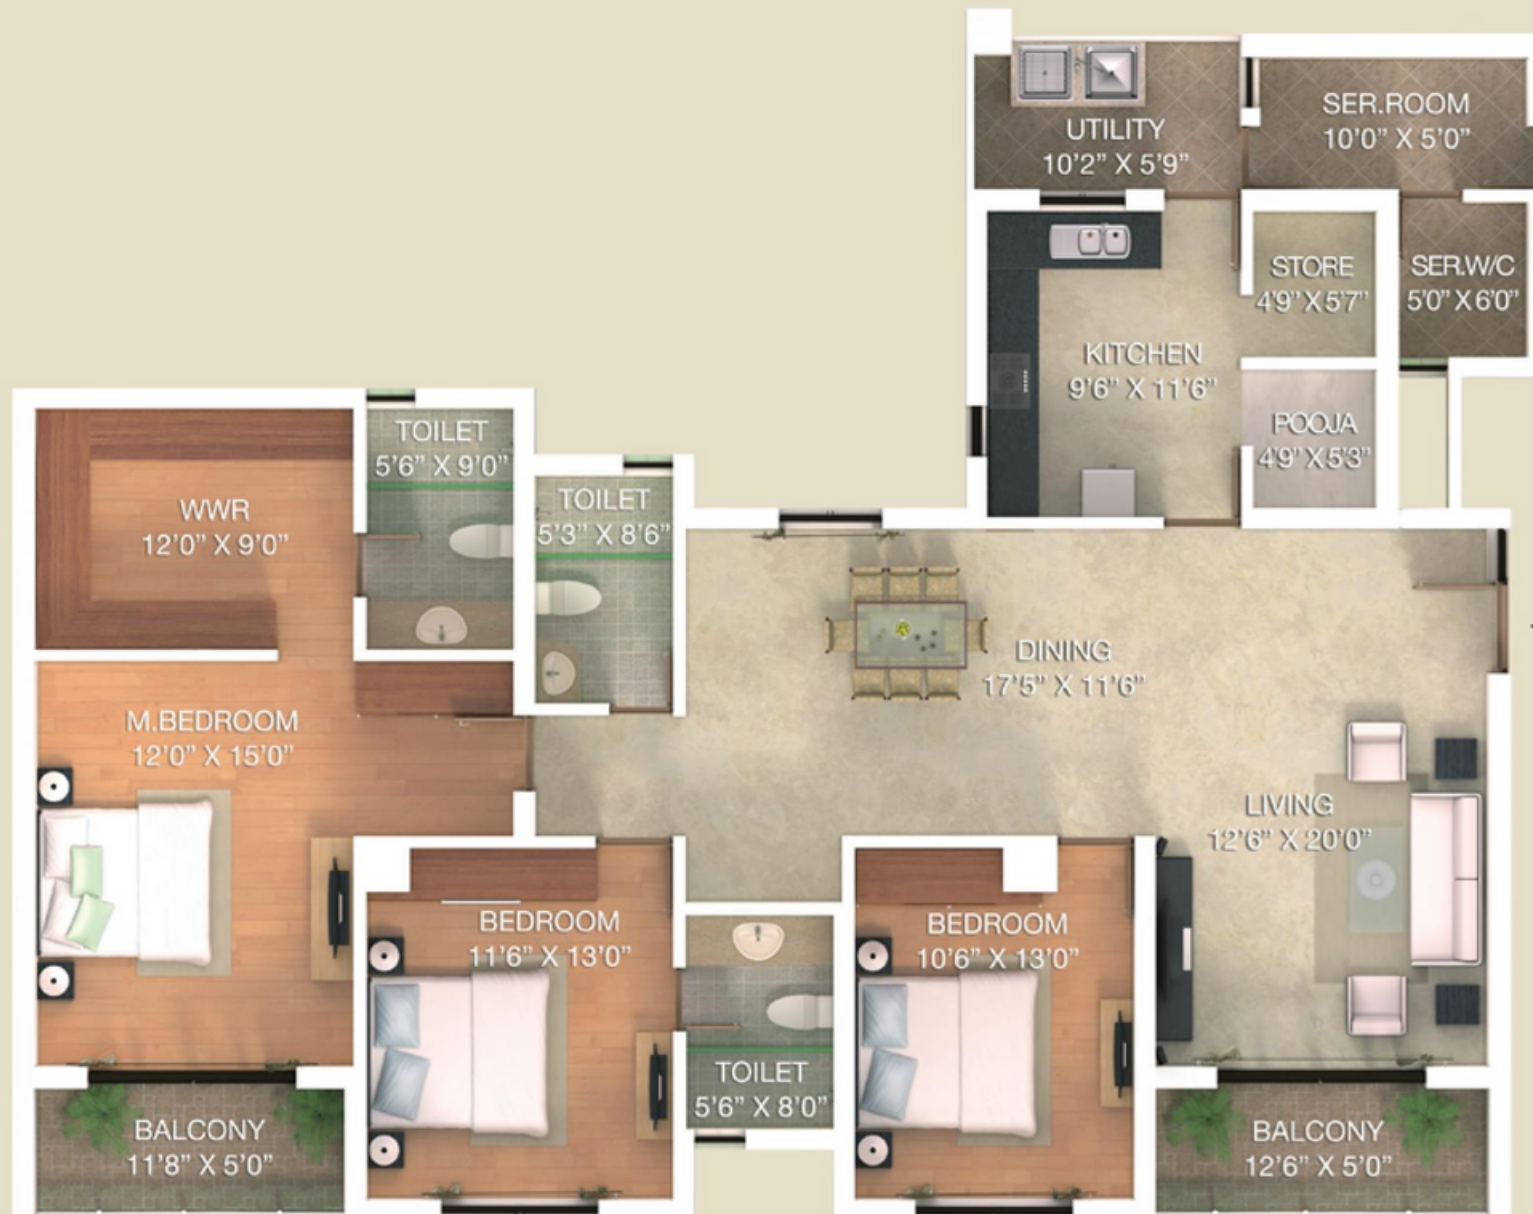 SER.ROOM
10'0" X 5'0"
UTILITY
10'2" X 5'9"
STORE
4'9" X 5'7"
SER.W/C
5'0" X 6'0"
KITCHEN
9'6" X 11'6"
POOJA
4'9" X 5'3"
TOILET
5'6" X 9'0"
WWR
12'0" X 9'0"
TOILET
5'3" X 8'6"
DINING
17'5" X 11'6"
M.BEDROOM
12'0" X 15'0"
LIVING
12'6" X 20'0"
BEDROOM
11'6" X 13'0"
BEDROOM
10'6" X 13'0"
TOILET
5'6" X 8'0"
BALCONY
11'8" X 5'0"
BALCONY
12'6" X 5'0"